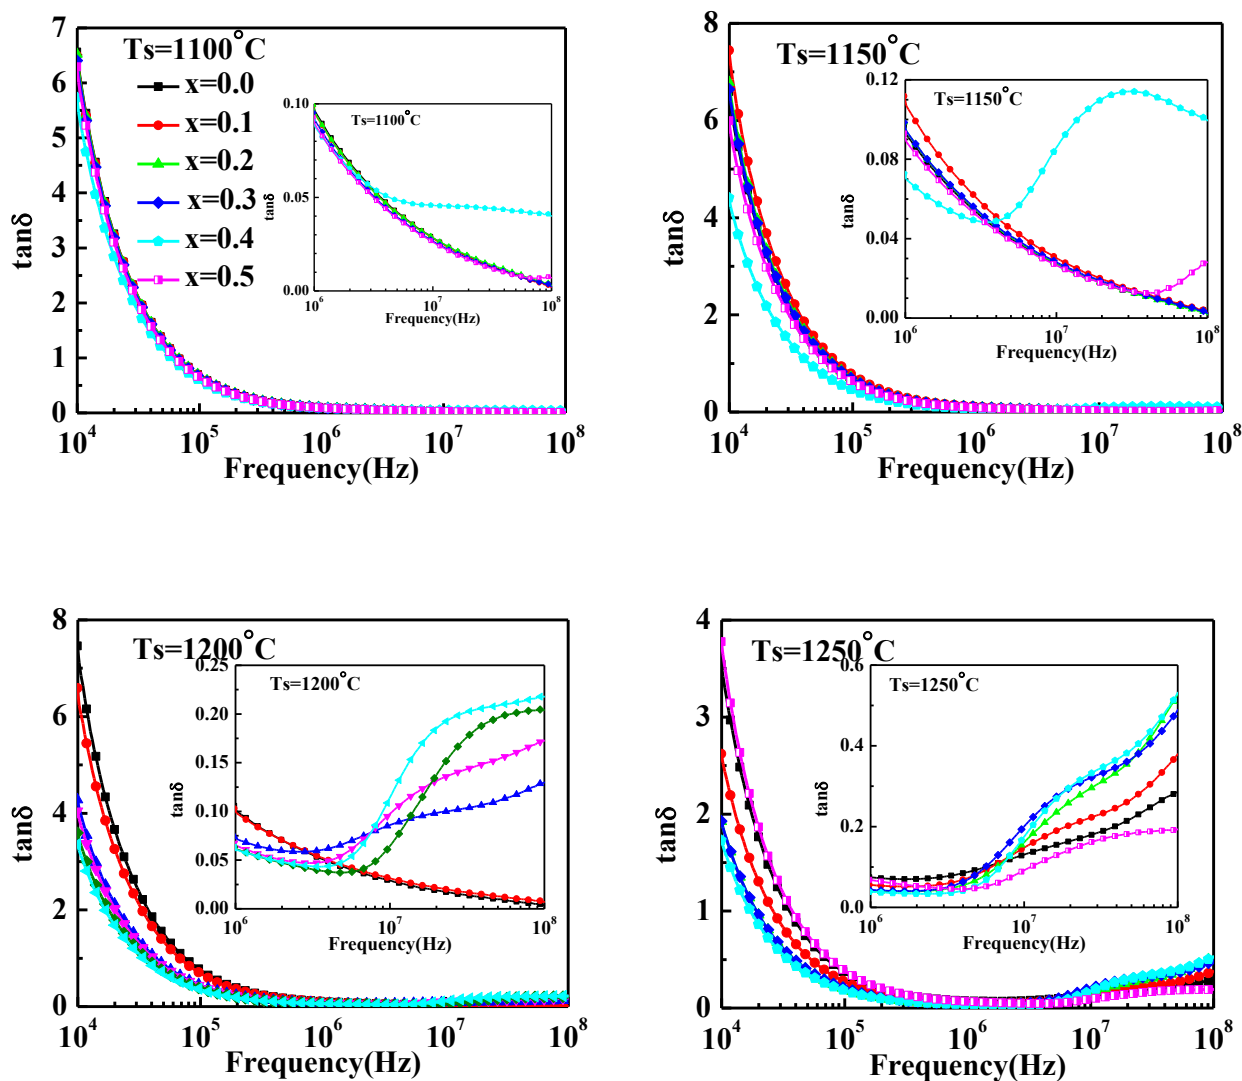 Ts=1100°C
x=0.0
x=0.1
x=0.2
x=0.3
x=0.4
x=0.5
tanδ
7
6
5
4
3
2
1
0
10⁴ 10⁵ 10⁶ 10⁷ 10⁸
Frequency(Hz)
Ts=1100°C
tanδ
0.10
0.05
0.00
10⁶ 10⁷ 10⁸
Frequency(Hz)
Ts=1150°C
tanδ
8
6
4
2
0
10⁴ 10⁵ 10⁶ 10⁷ 10⁸
Frequency(Hz)
Ts=1150°C
tanδ
0.12
0.08
0.04
0.00
10⁶ 10⁷ 10⁸
Frequency(Hz)
Ts=1200°C
tanδ
8
6
4
2
0
10⁴ 10⁵ 10⁶ 10⁷ 10⁸
Frequency(Hz)
Ts=1200°C
tanδ
0.25
0.20
0.15
0.10
0.05
0.00
10⁶ 10⁷ 10⁸
Frequency(Hz)
Ts=1250°C
tanδ
4
3
2
1
0
10⁴ 10⁵ 10⁶ 10⁷ 10⁸
Frequency(Hz)
Ts=1250°C
tanδ
0.6
0.4
0.2
0.0
10⁶ 10⁷ 10⁸
Frequency(Hz)